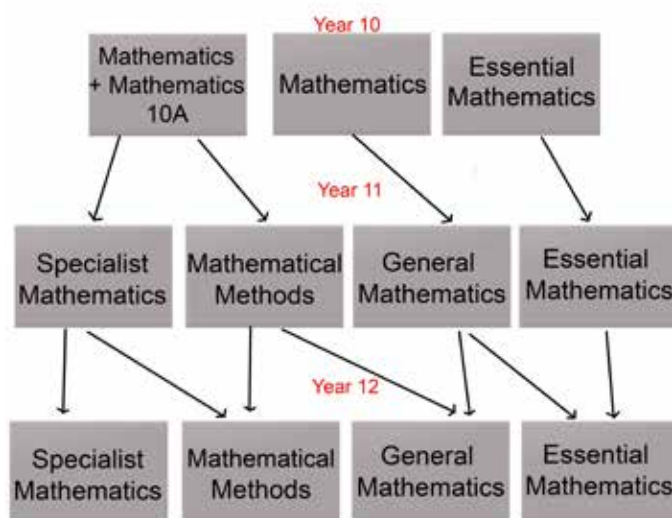 Year 10
Mathematics
+ Mathematics
10A
Mathematics
Essential
Mathematics
Year 11
Specialist
Mathematics
Mathematical
Methods
General
Mathematics
Essential
Mathematics
Year 12
Specialist
Mathematics
Mathematical
Methods
General
Mathematics
Essential
Mathematics